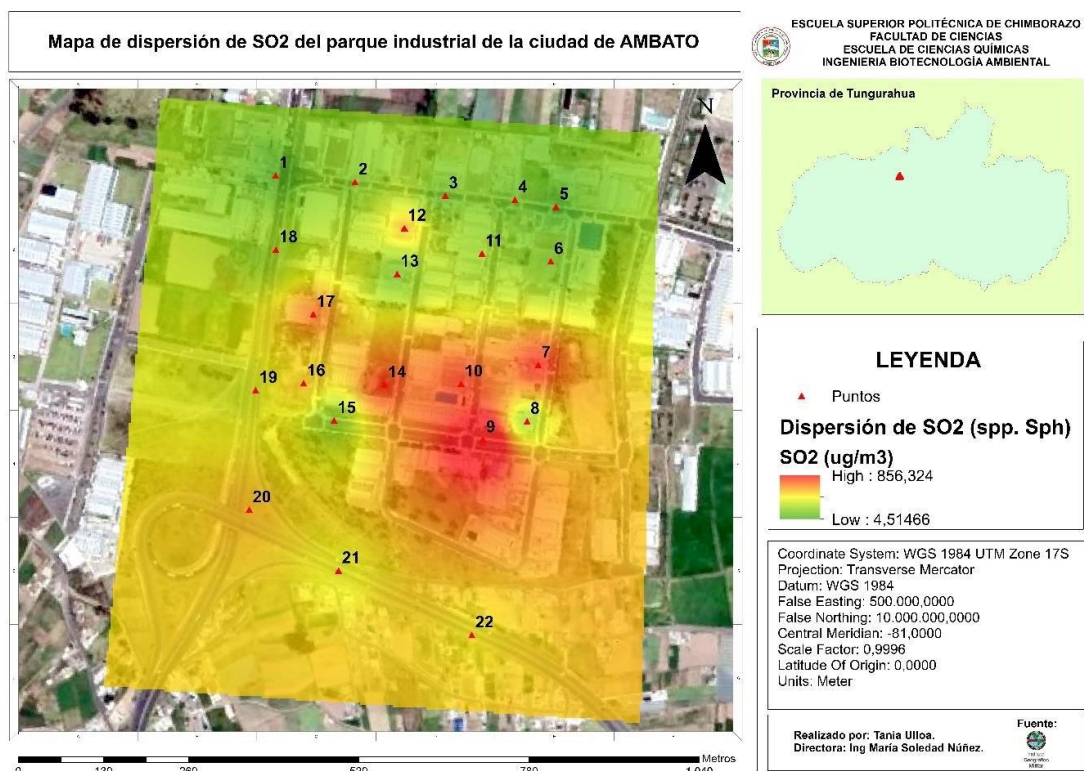 Mapa de dispersión de SO2 del parque industrial de la ciudad de AMBATO
ESCUELA SUPERIOR POLITÉCNICA DE CHIMBORAZO
FACULTAD DE CIENCIAS
ESCUELA DE CIENCIAS QUÍMICAS
INGENIERIA BIOTECNOLOGÍA AMBIENTAL
Provincia de Tungurahua
N
1
2
3
4
5
12
11
6
18
13
17
7
14
10
16
19
15
8
9
20
21
22
LEYENDA
Puntos
Dispersión de SO2 (spp. Sph)
SO2 (ug/m3)
High : 856,324
Low : 4,51466
Coordinate System: WGS 1984 UTM Zone 17S
Projection: Transverse Mercator
Datum: WGS 1984
False Easting: 500.000,0000
False Northing: 10.000.000,0000
Central Meridian: -81,0000
Scale Factor: 0,9996
Latitude Of Origin: 0,0000
Units: Meter
Realizado por: Tania Ulloa.
Directora: Ing María Soledad Núñez.
Fuente:
Geográfico
Militar
Metros
0 130 260 520 780 1.040